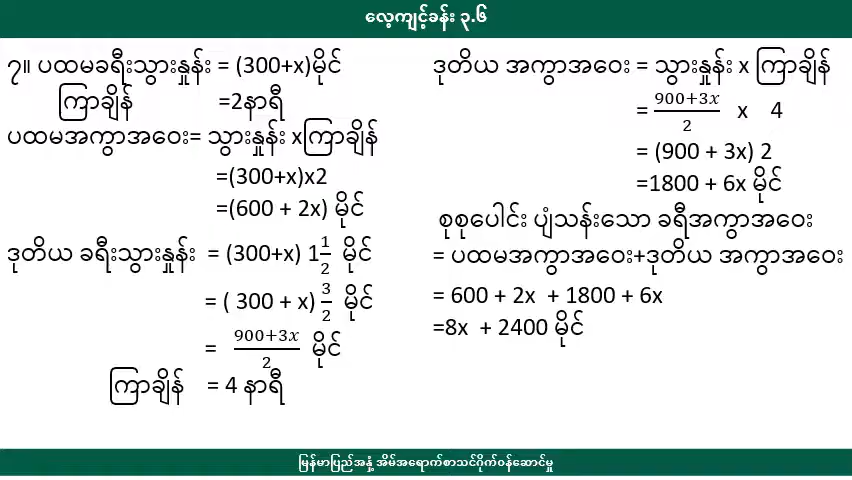 လေ့ကျင့်ခန်း ၃.၆
၇။ ပထမခရီးသွားနှုန်း = (300+x)မိုင်
ကြာချိန် =2နာရီ
ပထမအကွာအဝေး= သွားနှုန်း xကြာချိန်
=(300+x)x2
=(600 + 2x) မိုင်
ဒုတိယ ခရီးသွားနှုန်း = (300+x) 1 1/2 မိုင်
= ( 300 + x) 3/2 မိုင်
= 900+3x/2 မိုင်
ကြာချိန် = 4 နာရီ
ဒုတိယ အကွာအဝေး = သွားနှုန်း x ကြာချိန်
= 900+3x/2 x 4
= (900 + 3x) 2
=1800 + 6x မိုင်
စုစုပေါင်း ပျံသန်းသော ခရီအကွာအဝေး
= ပထမအကွာအဝေး+ဒုတိယ အကွာအဝေး
= 600 + 2x + 1800 + 6x
=8x + 2400 မိုင်
မြန်မာပြည်အနှံ့ အိမ်အရောက်စာသင်ဂိုက်ဝန်ဆောင်မှု